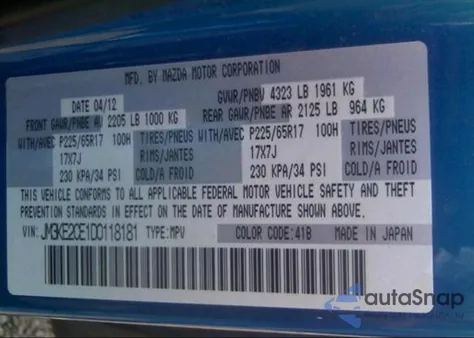 MFD. BY MAZDA MOTOR CORPORATION
DATE 04/12 GVWR/PNBV 4323 LB 1961 KG
FRONT GAWR/PNBE AV 2205 LB 1000 KG REAR GAWR/PNBE AR 2125 LB 964 KG
WITH/AVEC P225/65R17 100H TIRES/PNEUS WITH/AVEC P225/65R17 100H TIRES/PNEUS
17X7J RIMS/JANTES 17X7J RIMS/JANTES
230 KPA/34 PSI COLD/A FROID 230 KPA/34 PSI COLD/A FROID
THIS VEHICLE CONFORMS TO ALL APPLICABLE FEDERAL MOTOR VEHICLE SAFETY AND THEFT
PREVENTION STANDARDS IN EFFECT ON THE DATE OF MANUFACTURE SHOWN ABOVE.
VIN: JM3KE2CE1D0118181 TYPE:MPV COLOR CODE:41B MADE IN JAPAN
autaSnap